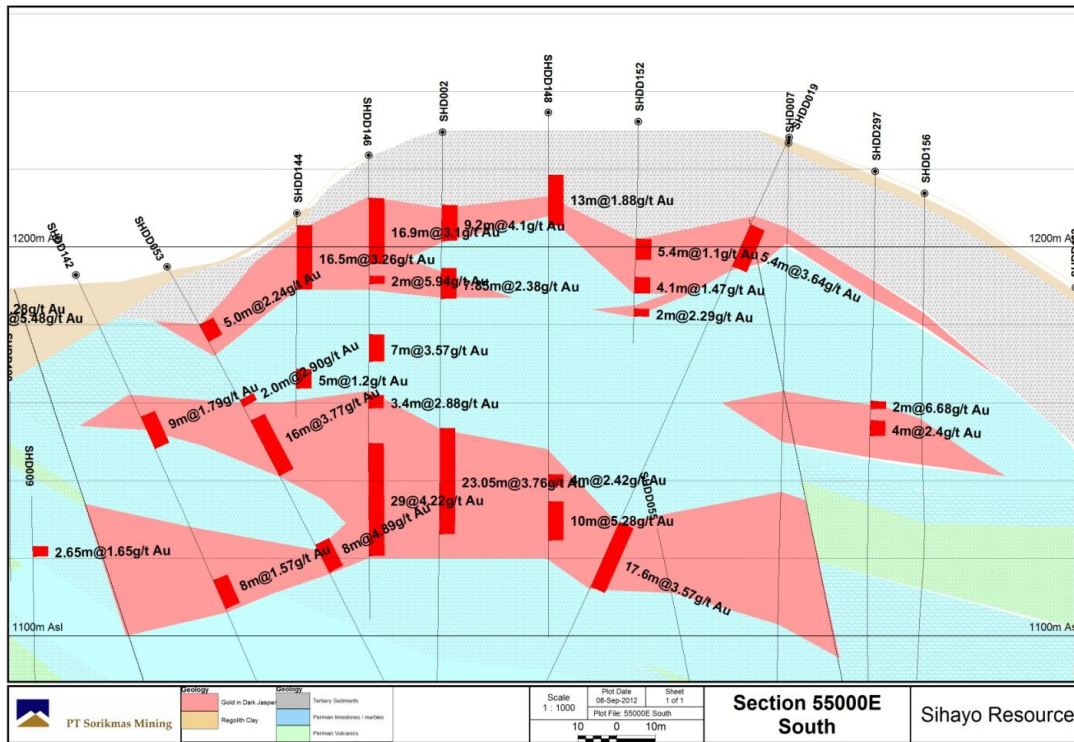 SHDD142
SHDD053
SHDD144
SHDD146
SHD002
SHDD148
SHDD152
SHD007
SHDD019
SHDD297
SHDD156
1200m Asl
1200m Asl
13m@1.88g/t Au
9.2m@4.1g/t Au
16.9m@3.1g/t Au
16.5m@3.26g/t Au
2m@5.94g/t Au
7.85m@2.38g/t Au
5.4m@1.1g/t Au
5.4m@3.64g/t Au
4.1m@1.47g/t Au
2m@2.29g/t Au
5.0m@2.24g/t Au
.28g/t Au
@5.48g/t Au
7m@3.57g/t Au
2.0m@2.90g/t Au
5m@1.2g/t Au
3.4m@2.88g/t Au
9m@1.79g/t Au
16m@3.77g/t Au
2m@6.68g/t Au
4m@2.4g/t Au
SHD009
23.05m@3.76g/t Au
4m@2.42g/t Au
SHDD055
29@4.22g/t Au
10m@5.28g/t Au
8m@4.89g/t Au
2.65m@1.65g/t Au
8m@1.57g/t Au
17.6m@3.57g/t Au
1100m Asl
1100m Asl
PT Sorikmas Mining
Geology
Gold in Dark Jasper
Regolith Clay
Geology
Tertiary Sediments
Permian limestones / marbles
Permian Volcanics
Scale
1 : 1000
Plot Date
08-Sep-2012
Sheet
1 of 1
Plot File: 55000E South
10 0 10m
Section 55000E
South
Sihayo Resource